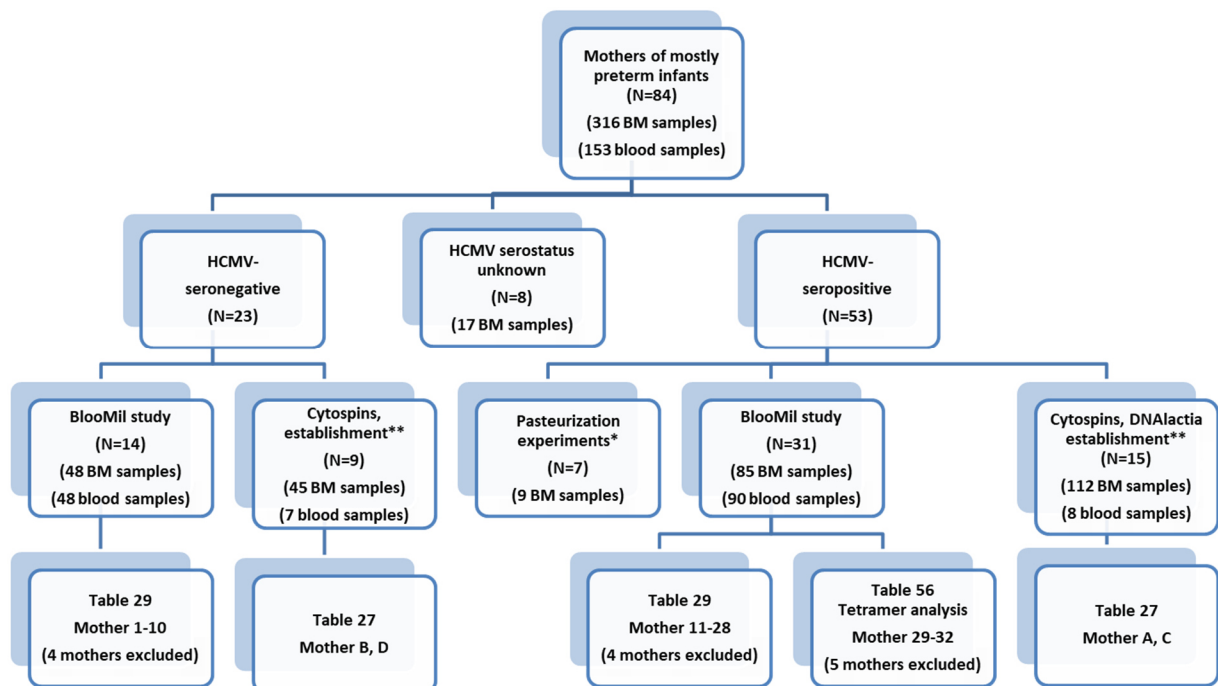 Mothers of mostly
preterm infants
(N=84)
(316 BM samples)
(153 blood samples)
HCMV-
seronegative
(N=23)
HCMV serostatus
unknown
(N=8)
(17 BM samples)
HCMV-
seropositive
(N=53)
BlooMil study
(N=14)
(48 BM samples)
(48 blood samples)
Cytospins,
establishment**
(N=9)
(45 BM samples)
(7 blood samples)
Pasteurization
experiments*
(N=7)
(9 BM samples)
BlooMil study
(N=31)
(85 BM samples)
(90 blood samples)
Cytospins, DNAlactia
establishment**
(N=15)
(112 BM samples)
(8 blood samples)
Table 29
Mother 1-10
(4 mothers excluded)
Table 27
Mother B, D
Table 29
Mother 11-28
(4 mothers excluded)
Table 56
Tetramer analysis
Mother 29-32
(5 mothers excluded)
Table 27
Mother A, C